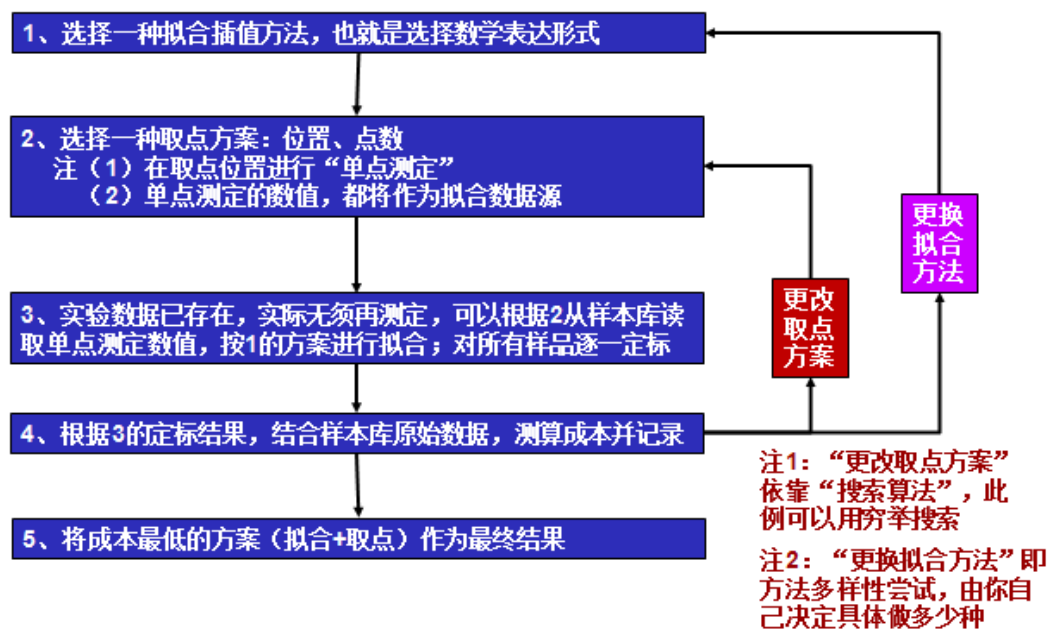 1、选择一种拟合插值方法，也就是选择数学表达形式
2、选择一种取点方案：位置、点数
注（1）在取点位置进行“单点测定”
（2）单点测定的数值，都将作为拟合数据源
3、实验数据已存在，实际无须再测定，可以根据2从样本库读
取单点测定数值，按1的方案进行拟合；对所有样品逐一定标
4、根据3的定标结果，结合样本库原始数据，测算成本并记录
5、将成本最低的方案（拟合+取点）作为最终结果
更改
取点
方案
更换
拟合
方法
注1：“更改取点方案”
依靠“搜索算法”，此
例可以用穷举搜索
注2：“更换拟合方法”即
方法多样性尝试，由你自
己决定具体做多少种